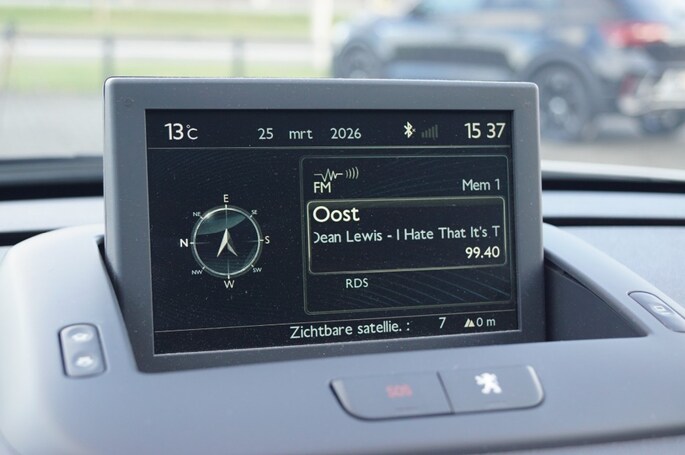 13°C 25 mrt 2026 15 37
FM Mem 1
Oost
Dean Lewis - I Hate That It's T
99.40
RDS
E
NE SE
N S
NW SW
W
Zichtbare satellie. : 7 0 m
SOS